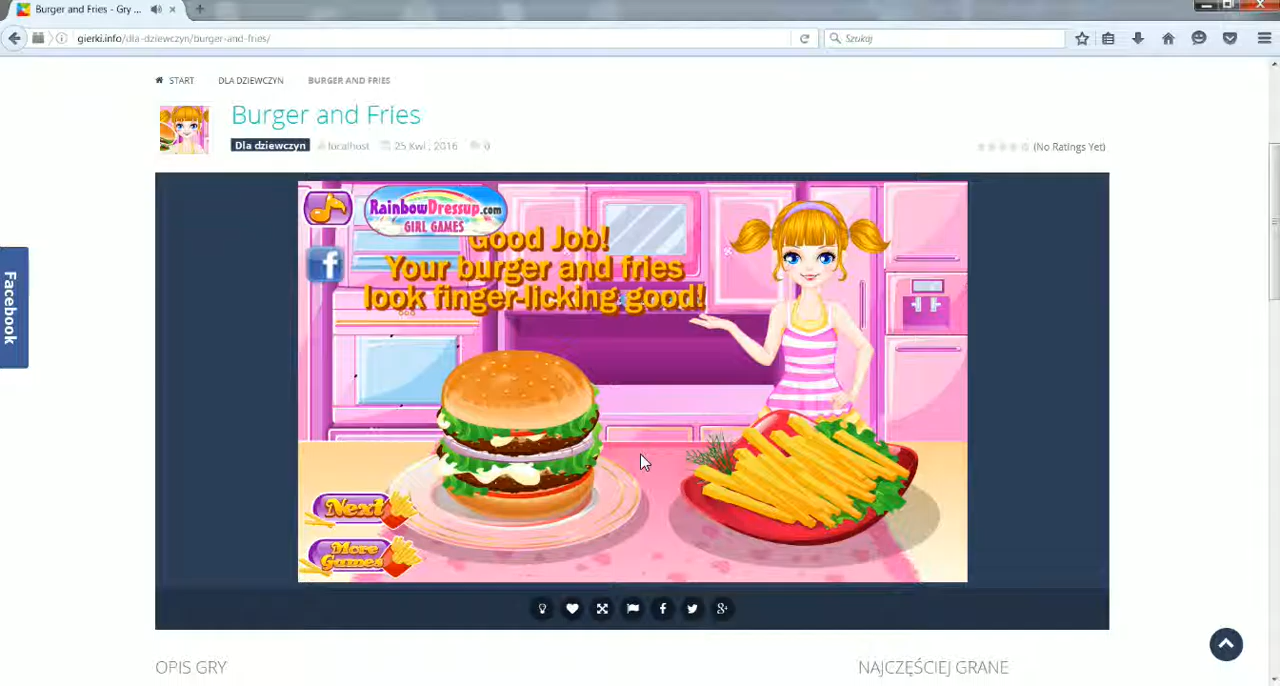 Burger and Fries - Gry ...
gierki.info/dla-dziewczyn/burger-and-fries/
Szukaj
START DLA DZIEWCZYN BURGER AND FRIES
Burger and Fries
Dla dziewczyn localhost 25 Kwi, 2016 0
(No Ratings Yet)
RainbowDressup.com
GIRL GAMES
Good Job!
Your burger and fries
look finger-licking good!
f
Facebook
Next
More
Games
OPIS GRY
NAJCZĘŚCIEJ GRANE